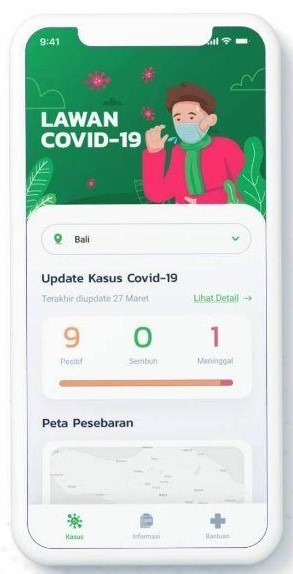 9:41
LAWAN
COVID-19
Bali
Update Kasus Covid-19
Terakhir diupdate 27 Maret Lihat Detail →
9 0 1
Positif Sembuh Meninggal
Peta Pesebaran
BALI
Kasus Informasi Bantuan